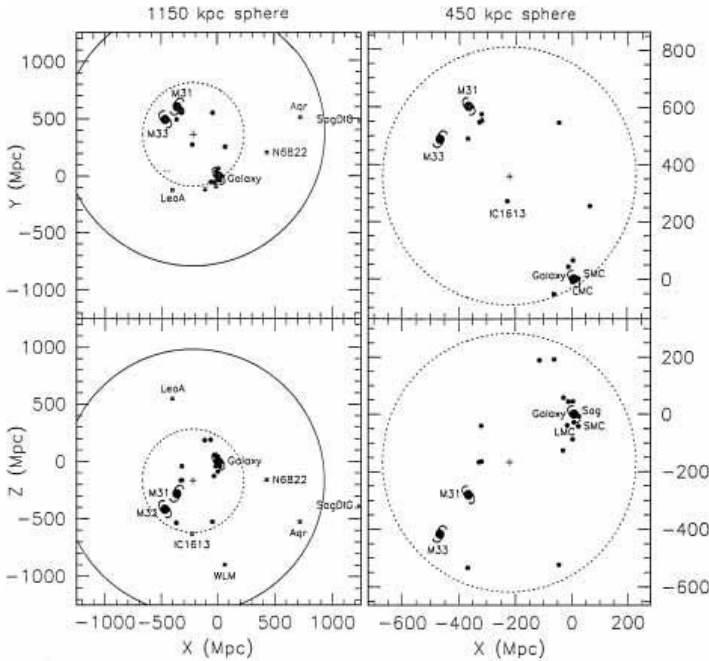 1150 kpc sphere
450 kpc sphere
1000
500
0
−500
−1000
Y (Mpc)
M31
M33
Aqr
SagDIG
N6822
Galaxy
LeoA
800
600
400
200
0
M31
M33
IC1613
Galaxy
SMC
LMC
1000
500
0
−500
−1000
Z (Mpc)
LeoA
Galaxy
N6822
M31
M33
SagDIG
IC1613
Aqr
WLM
200
0
−200
−400
−600
Galaxy
Sag
LMC
SMC
M31
M33
−1000 −500 0 500 1000
X (Mpc)
−600 −400 −200 0 200
X (Mpc)